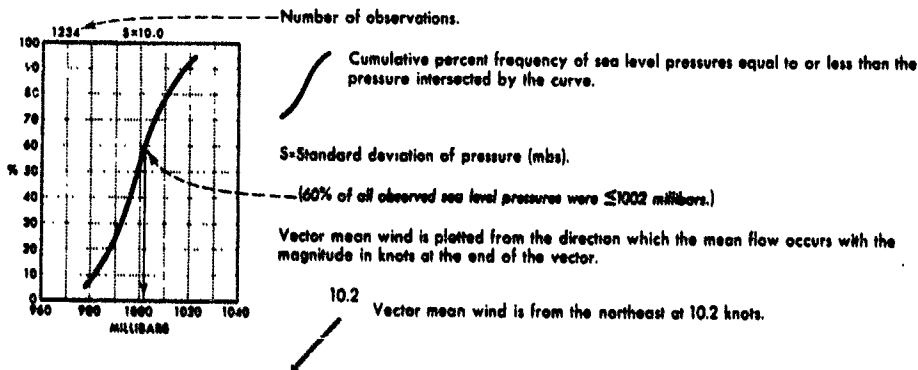 Number of observations.
1234 S=10.0
100
90
80
70
60
50
40
30
20
10
0
%
960 980 1000 1020 1040
MILLIBARS
Cumulative percent frequency of sea level pressures equal to or less than the
pressure intersected by the curve.
S=Standard deviation of pressure (mbs).
(60% of all observed sea level pressures were ≤1002 millibars.)
Vector mean wind is plotted from the direction which the mean flow occurs with the
magnitude in knots at the end of the vector.
10.2
Vector mean wind is from the northeast at 10.2 knots.